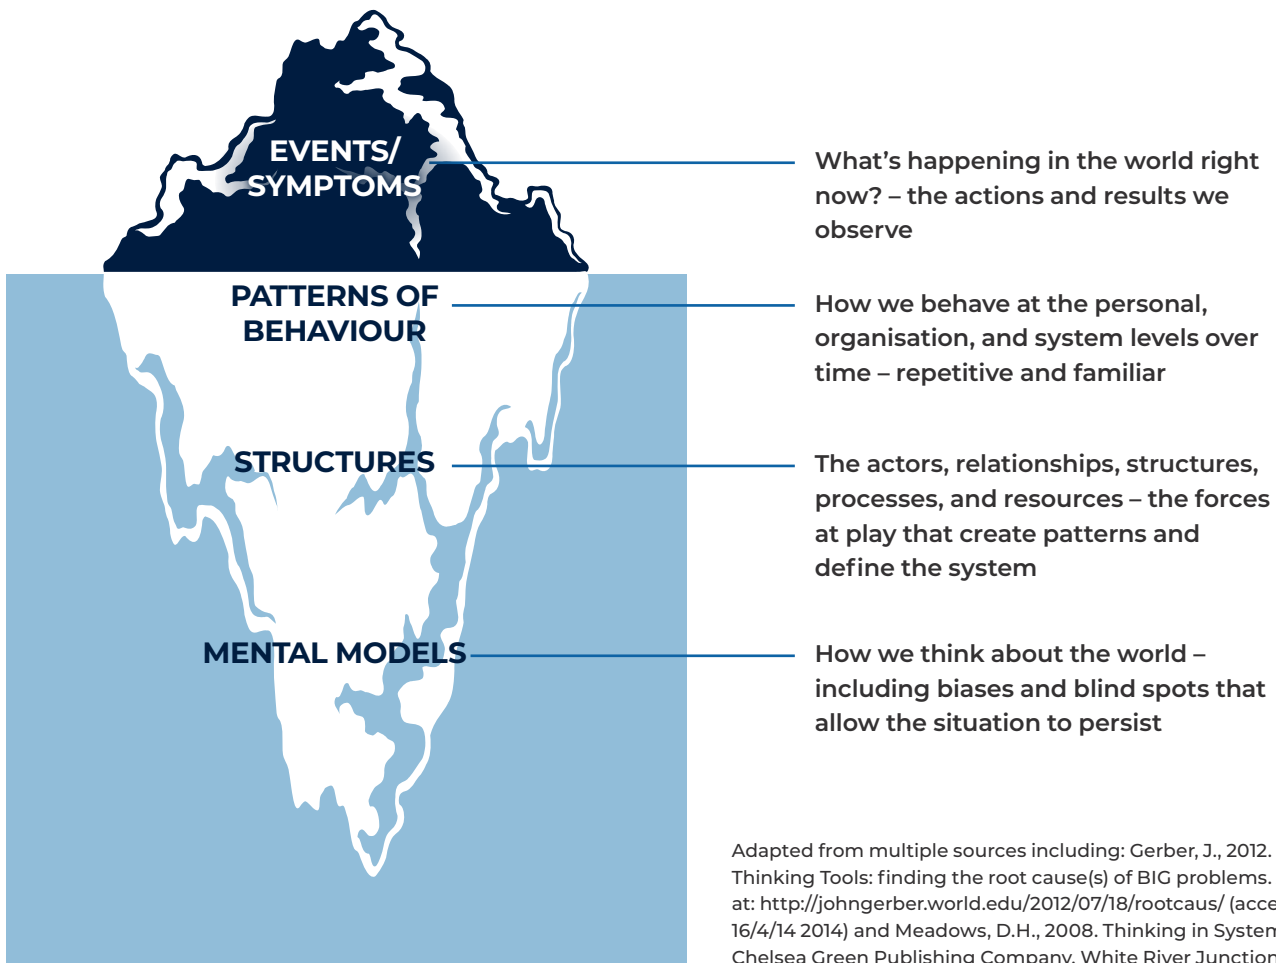 EVENTS/
SYMPTOMS
What’s happening in the world right
now? – the actions and results we
observe
PATTERNS OF
BEHAVIOUR
How we behave at the personal,
organisation, and system levels over
time – repetitive and familiar
STRUCTURES
The actors, relationships, structures,
processes, and resources – the forces
at play that create patterns and
define the system
MENTAL MODELS
How we think about the world –
including biases and blind spots that
allow the situation to persist
Adapted from multiple sources including: Gerber, J., 2012.
Thinking Tools: finding the root cause(s) of BIG problems.
at: http://johngerber.world.edu/2012/07/18/rootcaus/ (acce
16/4/14 2014) and Meadows, D.H., 2008. Thinking in System
Chelsea Green Publishing Company, White River Junction